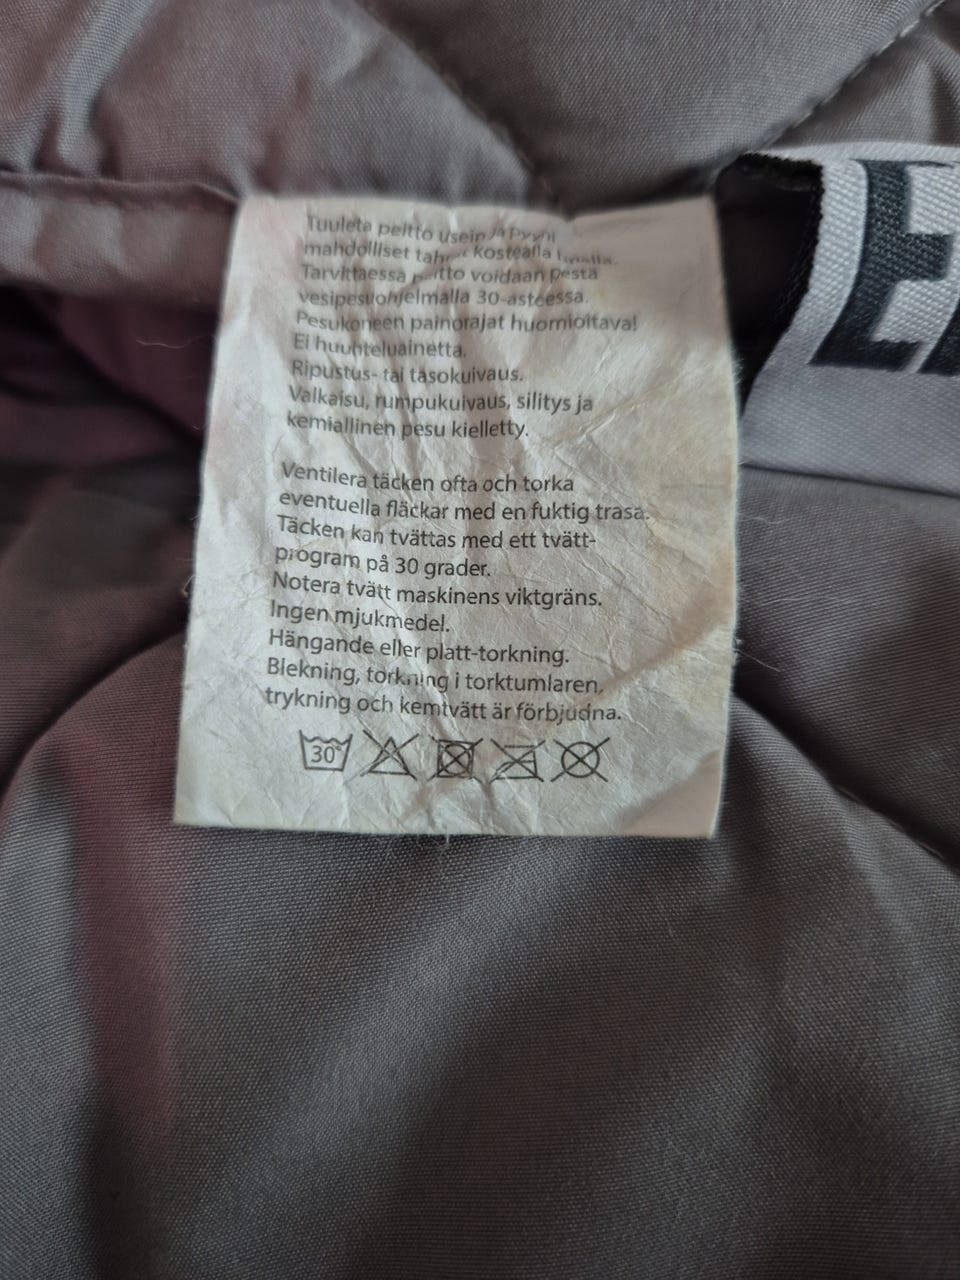 Tuuleta peitto usein ja pyyhi
mahdolliset kostealla
Tarvittaessa peitto voidaan pestä
vesipesuohjelmalla 30-asteessa.
Pesukoneen painorajat huomioitava!
Ei huuhteluainetta.
Ripustus- tai tasokuivaus.
Valkaisu, rumpukuivaus, silitys ja
kemiallinen pesu kielletty.
Ventilera täcken ofta och torka
eventuella fläckar med en fuktig trasa.
Täcken kan tvättas med ett tvätt-
program på 30 grader.
Notera tvätt maskinens viktgräns.
Ingen mjukmedel.
Hängande eller platt-torkning.
Blekning, torkning i torktumlaren,
trykning och kemtvätt är förbjudna.
30°